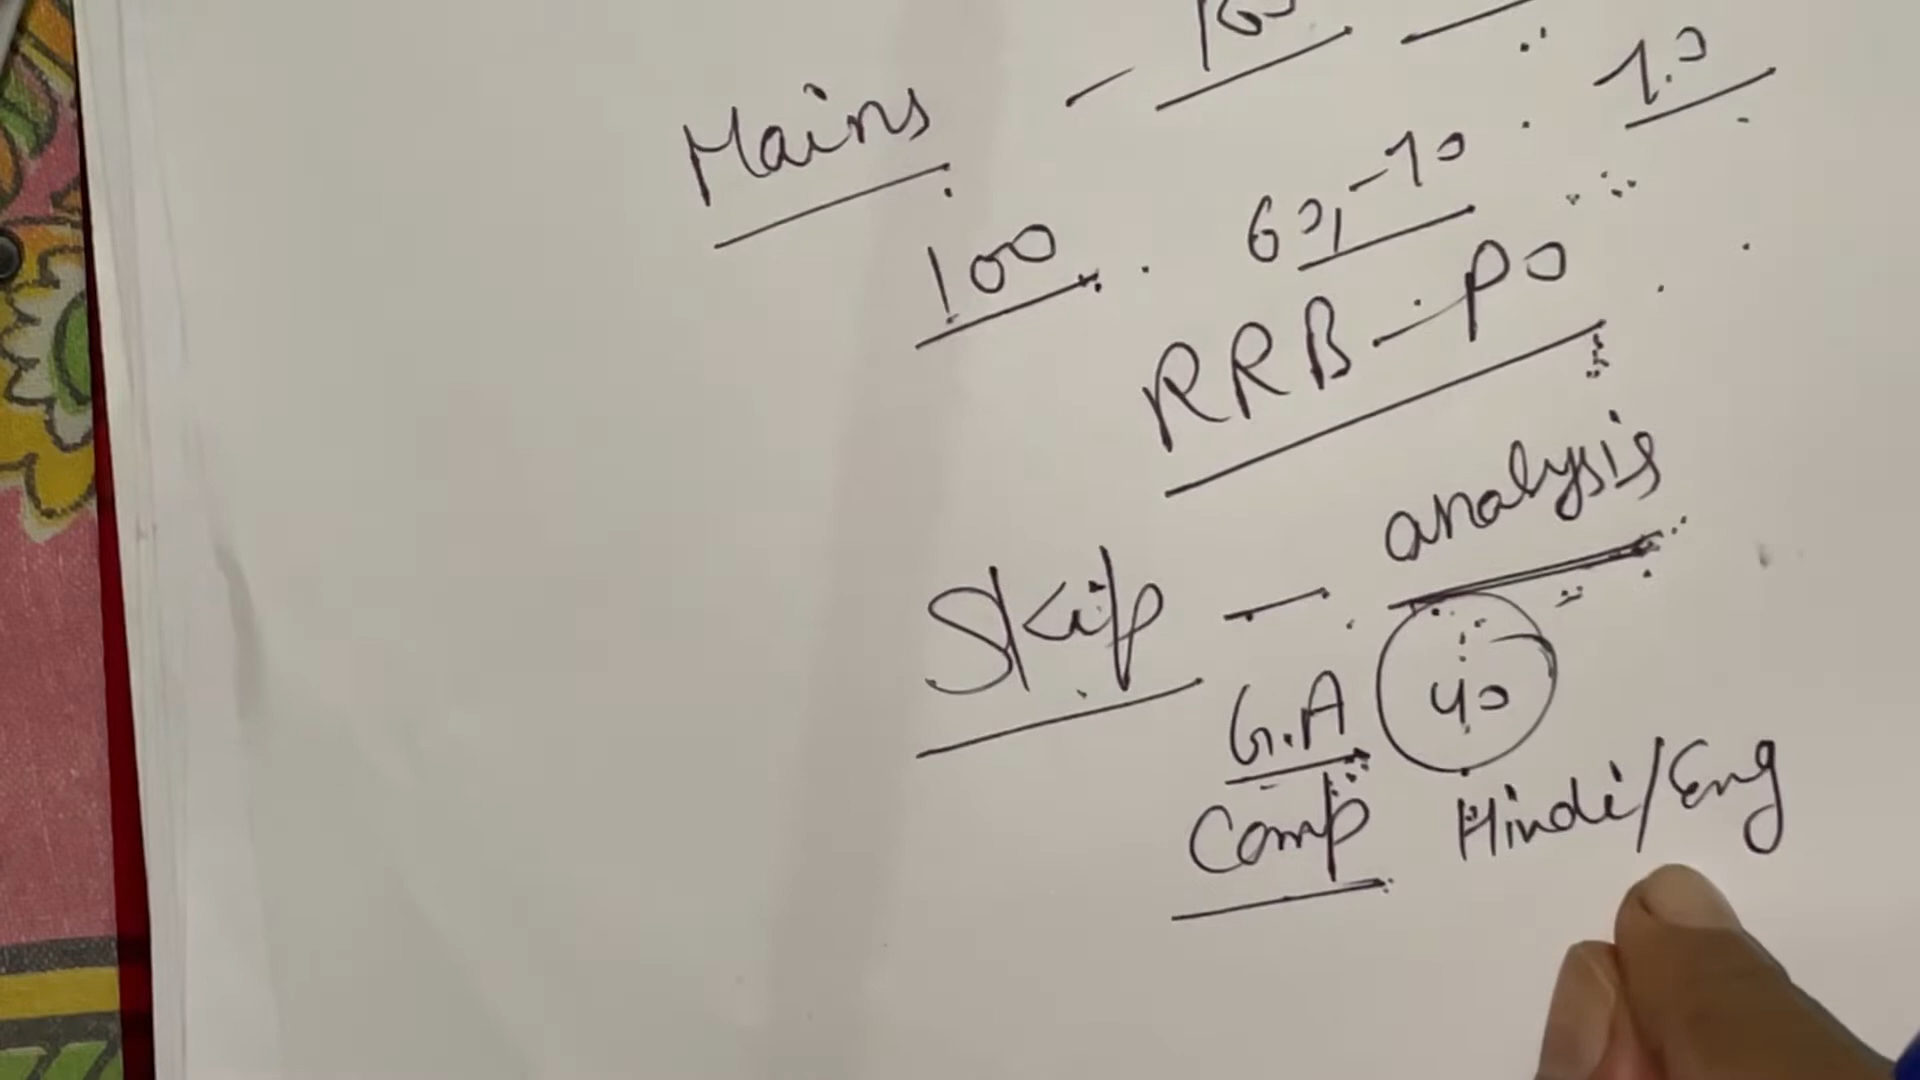 Mains -
70
100 60,-70
RRB-PO
Skip - analysis
G.A 40
Comp Hindi/Eng